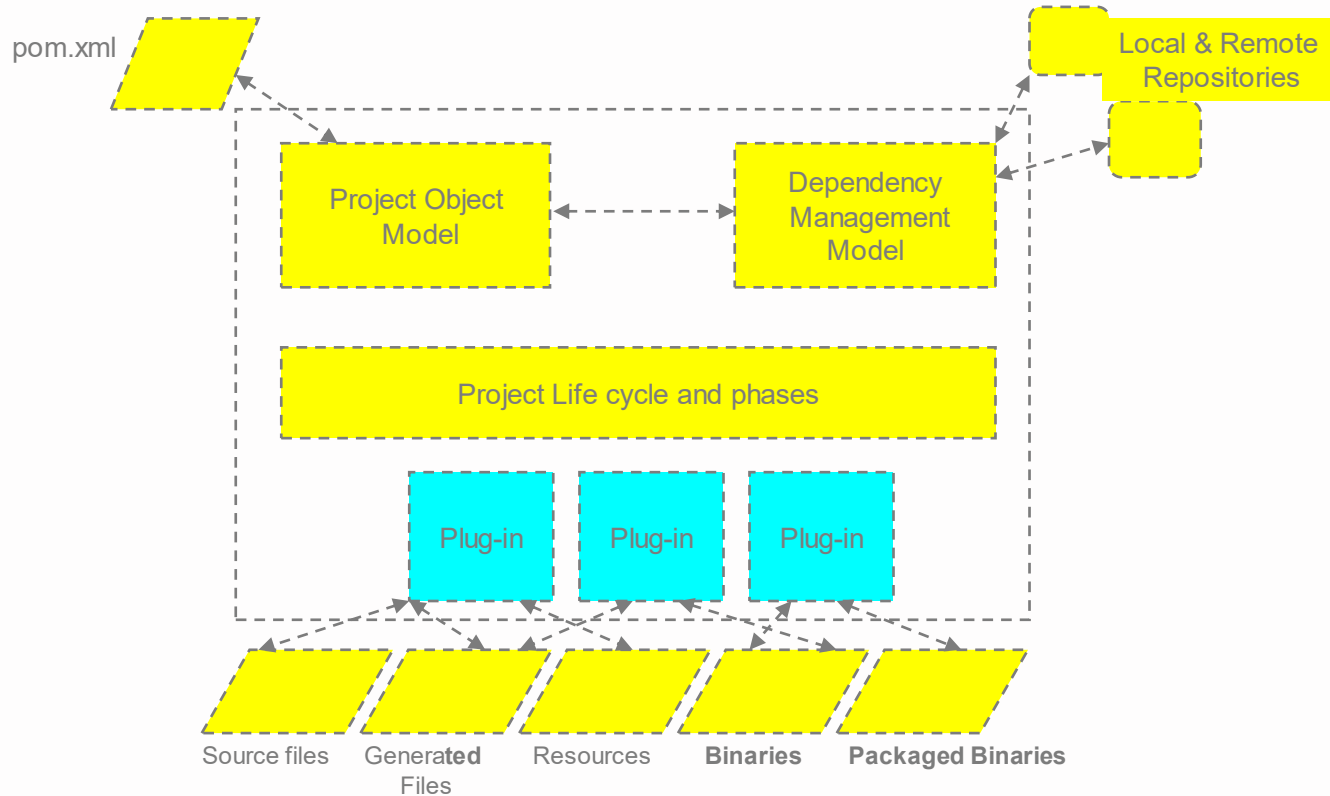 pom.xml
Local & Remote
Repositories
Project Object
Model
Dependency
Management
Model
Project Life cycle and phases
Plug-in
Plug-in
Plug-in
Source files
Generated
Files
Resources
Binaries
Packaged Binaries